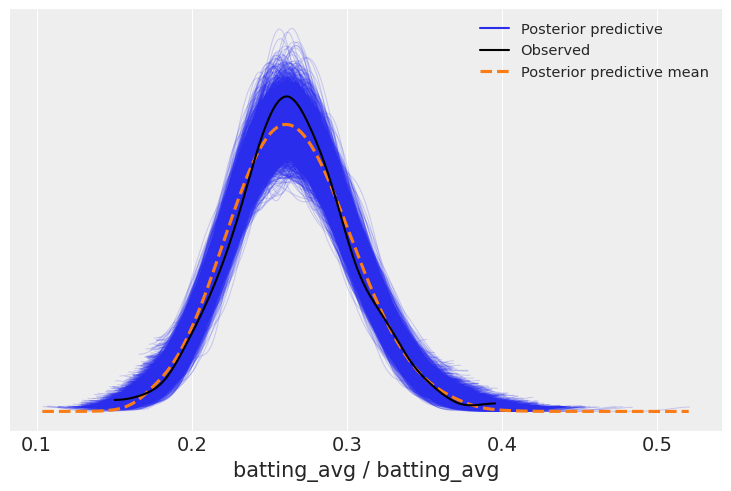 Posterior predictive
Observed
Posterior predictive mean
0.1 0.2 0.3 0.4 0.5
batting_avg / batting_avg